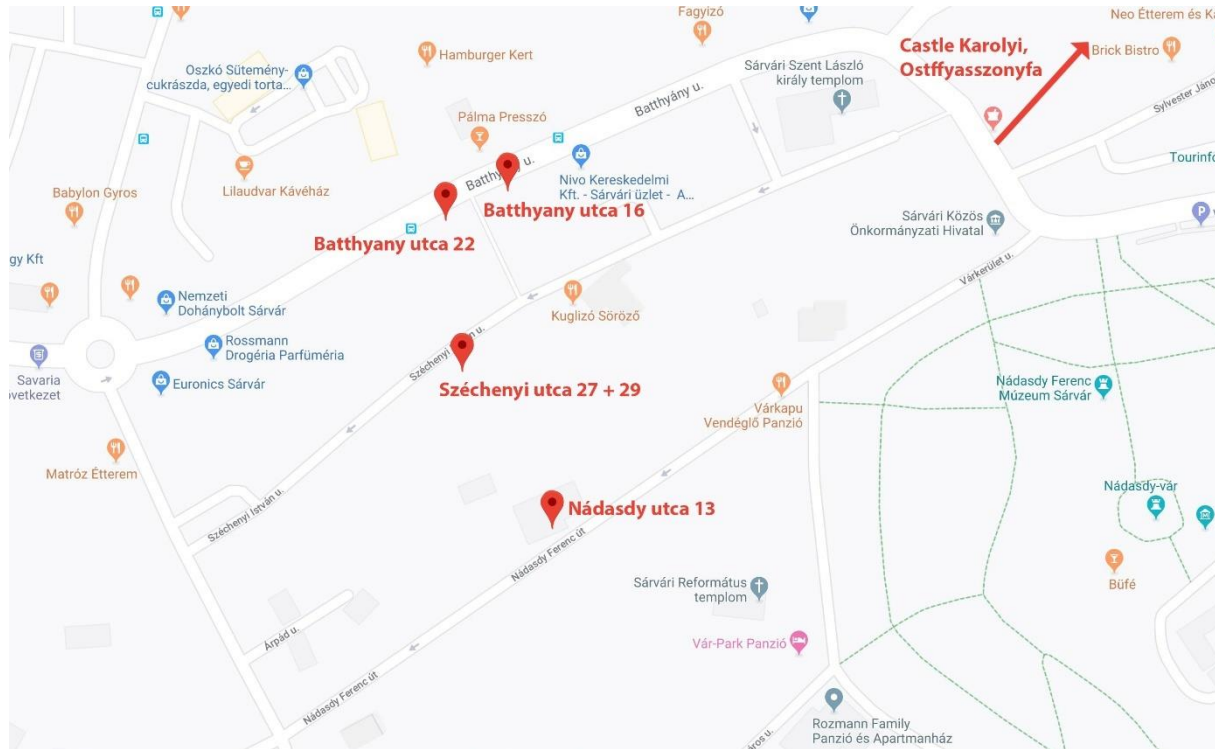 Fagyizó
Neo Étterem és Ká
Hamburger Kert
Castle Karolyi,
Ostffyasszonyfa
Brick Bistro
Oszkó Sütemény-
cukrászda, egyedi torta...
Sárvári Szent László
király templom
Batthyány u.
Sylvester Jáno
Pálma Presszó
Tourinfo
Batthyány u.
Nivo Kereskedelmi
Kft. - Sárvári üzlet - A...
Babylon Gyros
Lilaudvar Kávéház
Batthyany utca 16
Batthyany utca 22
Sárvári Közös
Önkormányzati Hivatal
P
gy Kft
Várkerület u.
Nemzeti
Dohánybolt Sárvár
Kuglizó Söröző
Rossmann
Drogéria Parfüméria
Széchenyi István u.
Savaria
övetkezet
Euronics Sárvár
Széchenyi utca 27 + 29
Nádasdy Ferenc
Múzeum Sárvár
Várkapu
Vendéglő Panzió
Matróz Étterem
Nádasdy-vár
Széchenyi István u.
Nádasdy utca 13
Nádasdy Ferenc út
Sárvári Református
templom
Büfé
Árpád u.
Vár-Park Panzió
Nádasdy Ferenc út
Rozmann Family
Panzió és Apartmanház
város u.